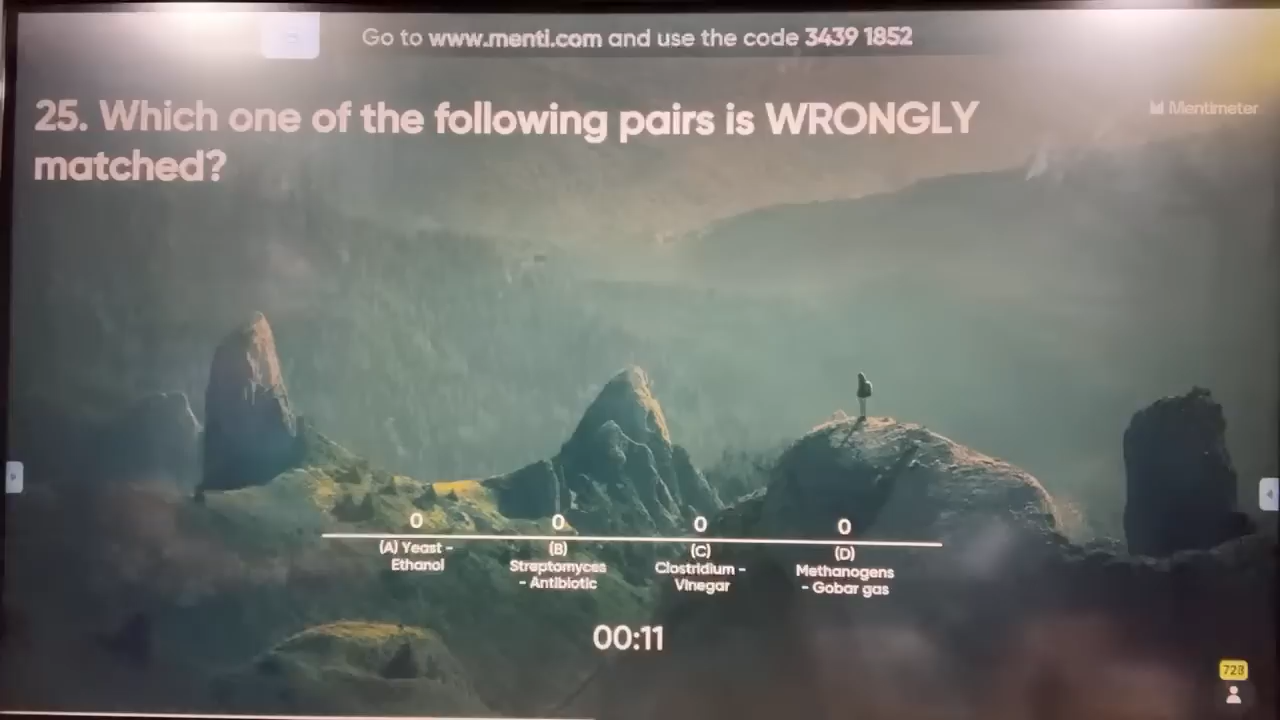 Go to www.menti.com and use the code 3439 1852
25. Which one of the following pairs is WRONGLY
matched?
Mentimeter
0
0
0
0
(A) Yeast -
Ethanol
(B)
Streptomyces
- Antibiotic
(C)
Clostridium -
Vinegar
(D)
Methanogens
- Gobar gas
00:11
728